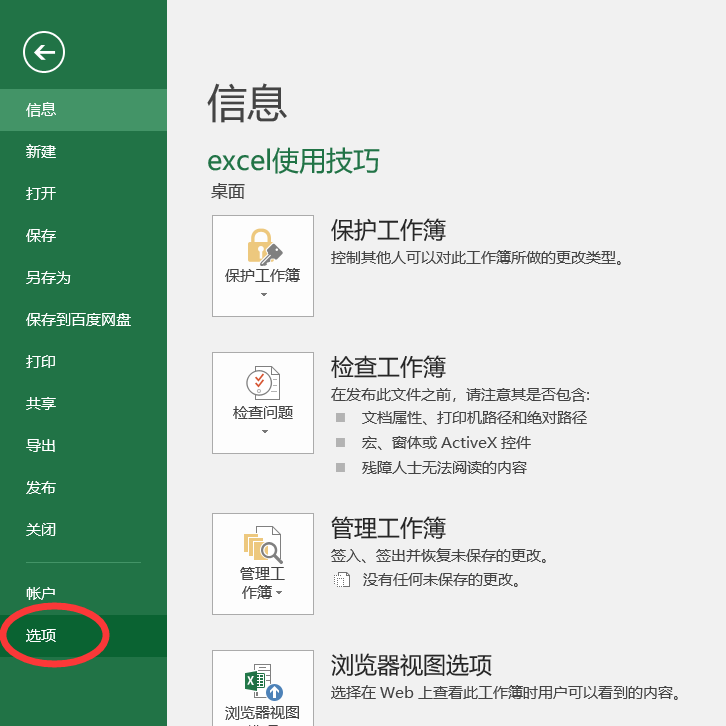 信息
新建
打开
保存
另存为
保存到百度网盘
打印
共享
导出
发布
关闭
帐户
选项
信息
excel使用技巧
桌面
保护工作簿
保护工作簿
控制其他人可以对此工作簿所做的更改类型。
检查问题
检查工作簿
在发布此文件之前，请注意其是否包含:
文档属性、打印机路径和绝对路径
宏、窗体或 ActiveX 控件
残障人士无法阅读的内容
管理工
作簿
管理工作簿
签入、签出并恢复未保存的更改。
没有任何未保存的更改。
浏览器视图
浏览器视图选项
选择在 Web 上查看此工作簿时用户可以看到的内容。